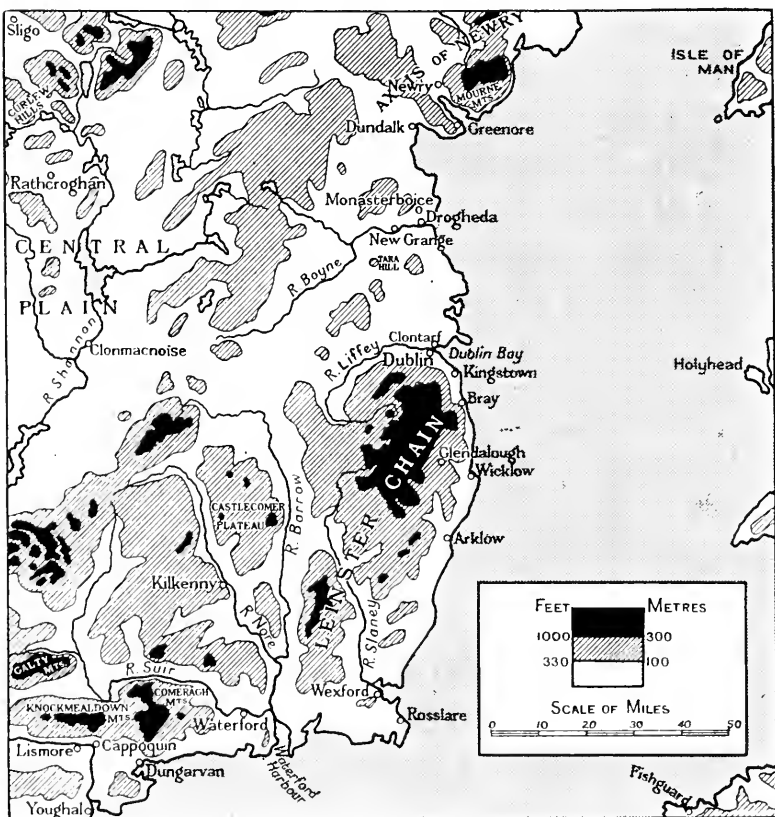 Sligo
AXIS OF NEWRY
ISLE OF
MAN
CURLEW
HILLS
Newry
MOURNE
MTS.
Dundalk
Greenore
Rathcroghan
Monasterboice
Drogheda
New Grange
CENTRAL
PLAIN
TARA
HILL
R. Boyne
R. Shannon
Clonmacnoise
Clontarf
R. Liffey
Dublin
Dublin Bay
Kingstown
Holyhead
Bray
Glendalough
Wicklow
LEINSTER CHAIN
CASTLECOMER
PLATEAU
R. Barrow
Arklow
Kilkenny
R. Nore
R. Slaney
FEET METRES
1000 300
330 100
SCALE OF MILES
0 10 20 30 40 50
GALTY
MTS.
R. Suir
Wexford
Rosslare
KNOCKMEALDOWN
MTS.
COMERAGH
MTS.
Waterford
Lismore
Cappoquin
Waterford
Harbour
Dungarvan
Fishguard
Youghal